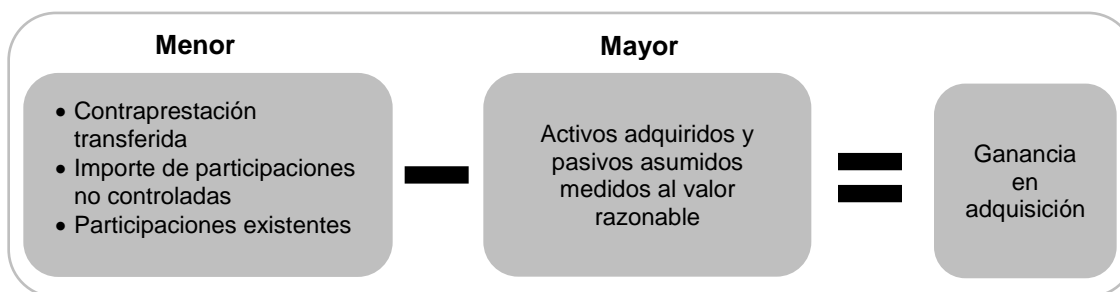 Menor
• Contraprestación
transferida
• Importe de participaciones
no controladas
• Participaciones existentes
Mayor
Activos adquiridos y
pasivos asumidos
medidos al valor
razonable
Ganancia
en
adquisición